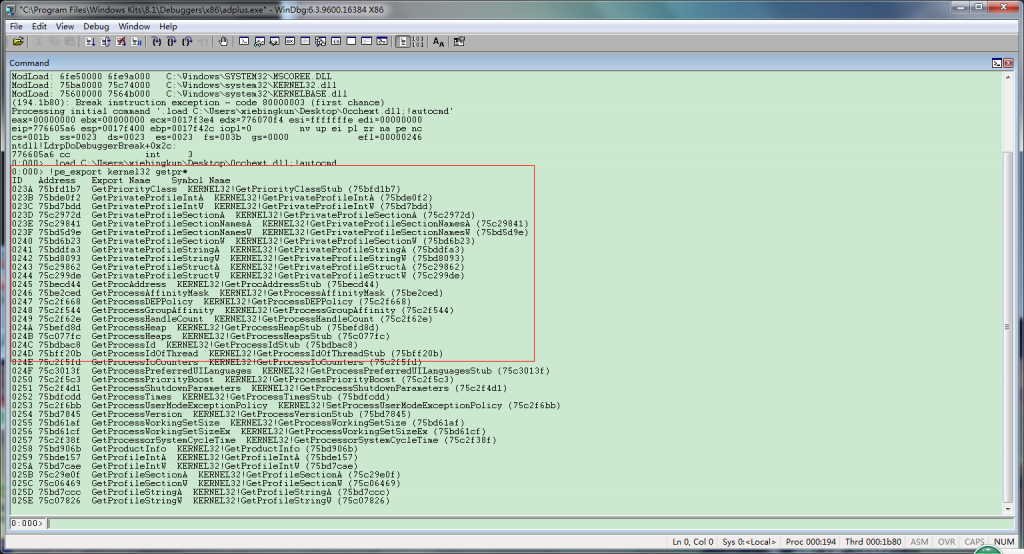 "C:\Program Files\Windows Kits\8.1\Debuggers\x86\adplus.exe" - WinDbg:6.3.9600.16384 X86
File Edit View Debug Window Help
Command
ModLoad: 6fe50000 6fe9a000 C:\Windows\SYSTEM32\MSCOREE.DLL
ModLoad: 75ba0000 75c74000 C:\Windows\system32\KERNEL32.dll
ModLoad: 75600000 7564b000 C:\Windows\system32\KERNELBASE.dll
(194.1b80): Break instruction exception - code 80000003 (first chance)
Processing initial command '.load C:\Users\xiebingkun\Desktop\0cchext.dll;!autocmd'
eax=00000000 ebx=00000000 ecx=0017f3e4 edx=776070f4 esi=fffffffe edi=00000000
eip=776605a6 esp=0017f400 ebp=0017f42c iopl=0 nv up ei pl zr na pe nc
cs=001b ss=0023 ds=0023 es=0023 fs=003b gs=0000 efl=00000246
ntdll!LdrpDoDebuggerBreak+0x2c:
776605a6 cc int 3
0:000> .load C:\Users\xiebingkun\Desktop\0cchext.dll;!autocmd
0:000> !pe_export kernel32 getpr*
ID Address Export Name Symbol Name
023A 75bfd1b7 GetPriorityClass KERNEL32!GetPriorityClassStub (75bfd1b7)
023B 75bde0f2 GetPrivateProfileIntA KERNEL32!GetPrivateProfileIntA (75bde0f2)
023C 75bd7bdd GetPrivateProfileIntW KERNEL32!GetPrivateProfileIntW (75bd7bdd)
023D 75c2972d GetPrivateProfileSectionA KERNEL32!GetPrivateProfileSectionA (75c2972d)
023E 75c29841 GetPrivateProfileSectionNamesA KERNEL32!GetPrivateProfileSectionNamesA (75c29841)
023F 75bd5d9e GetPrivateProfileSectionNamesW KERNEL32!GetPrivateProfileSectionNamesW (75bd5d9e)
0240 75bd6b23 GetPrivateProfileSectionW KERNEL32!GetPrivateProfileSectionW (75bd6b23)
0241 75bddfa3 GetPrivateProfileStringA KERNEL32!GetPrivateProfileStringA (75bddfa3)
0242 75bd8093 GetPrivateProfileStringW KERNEL32!GetPrivateProfileStringW (75bd8093)
0243 75c29862 GetPrivateProfileStructA KERNEL32!GetPrivateProfileStructA (75c29862)
0244 75c299de GetPrivateProfileStructW KERNEL32!GetPrivateProfileStructW (75c299de)
0245 75becd44 GetProcAddress KERNEL32!GetProcAddressStub (75becd44)
0246 75be2ced GetProcessAffinityMask KERNEL32!GetProcessAffinityMask (75be2ced)
0247 75c2f668 GetProcessDEPPolicy KERNEL32!GetProcessDEPPolicy (75c2f668)
0248 75c2f544 GetProcessGroupAffinity KERNEL32!GetProcessGroupAffinity (75c2f544)
0249 75c2f62e GetProcessHandleCount KERNEL32!GetProcessHandleCount (75c2f62e)
024A 75befd8d GetProcessHeap KERNEL32!GetProcessHeapStub (75befd8d)
024B 75c077fc GetProcessHeaps KERNEL32!GetProcessHeapsStub (75c077fc)
024C 75bdbac8 GetProcessId KERNEL32!GetProcessIdStub (75bdbac8)
024D 75bff20b GetProcessIdOfThread KERNEL32!GetProcessIdOfThreadStub (75bff20b)
024E 75c2f5fd GetProcessIoCounters KERNEL32!GetProcessIoCounters (75c2f5fd)
024F 75c3013f GetProcessPreferredUILanguages KERNEL32!GetProcessPreferredUILanguagesStub (75c3013f)
0250 75c2f5c3 GetProcessPriorityBoost KERNEL32!GetProcessPriorityBoost (75c2f5c3)
0251 75c2f4d1 GetProcessShutdownParameters KERNEL32!GetProcessShutdownParameters (75c2f4d1)
0252 75bdfcdd GetProcessTimes KERNEL32!GetProcessTimesStub (75bdfcdd)
0253 75c2f6bb GetProcessUserModeExceptionPolicy KERNEL32!SetProcessUserModeExceptionPolicy (75c2f6bb)
0254 75bd7845 GetProcessVersion KERNEL32!GetProcessVersionStub (75bd7845)
0255 75bd61af GetProcessWorkingSetSize KERNEL32!GetProcessWorkingSetSize (75bd61af)
0256 75bd61cf GetProcessWorkingSetSizeEx KERNEL32!GetProcessWorkingSetSizeEx (75bd61cf)
0257 75c2f38f GetProcessorSystemCycleTime KERNEL32!GetProcessorSystemCycleTime (75c2f38f)
0258 75bd906b GetProductInfo KERNEL32!GetProductInfo (75bd906b)
0259 75bde157 GetProfileIntA KERNEL32!GetProfileIntA (75bde157)
025A 75bd7cae GetProfileIntW KERNEL32!GetProfileIntW (75bd7cae)
025B 75c29e0f GetProfileSectionA KERNEL32!GetProfileSectionA (75c29e0f)
025C 75c06469 GetProfileSectionW KERNEL32!GetProfileSectionW (75c06469)
025D 75bd7ccc GetProfileStringA KERNEL32!GetProfileStringA (75bd7ccc)
025E 75c07826 GetProfileStringW KERNEL32!GetProfileStringW (75c07826)
0:000>
Ln 0, Col 0 Sys 0:<Local> Proc 000:194 Thrd 000:1b80 ASM OVR CAPS NUM